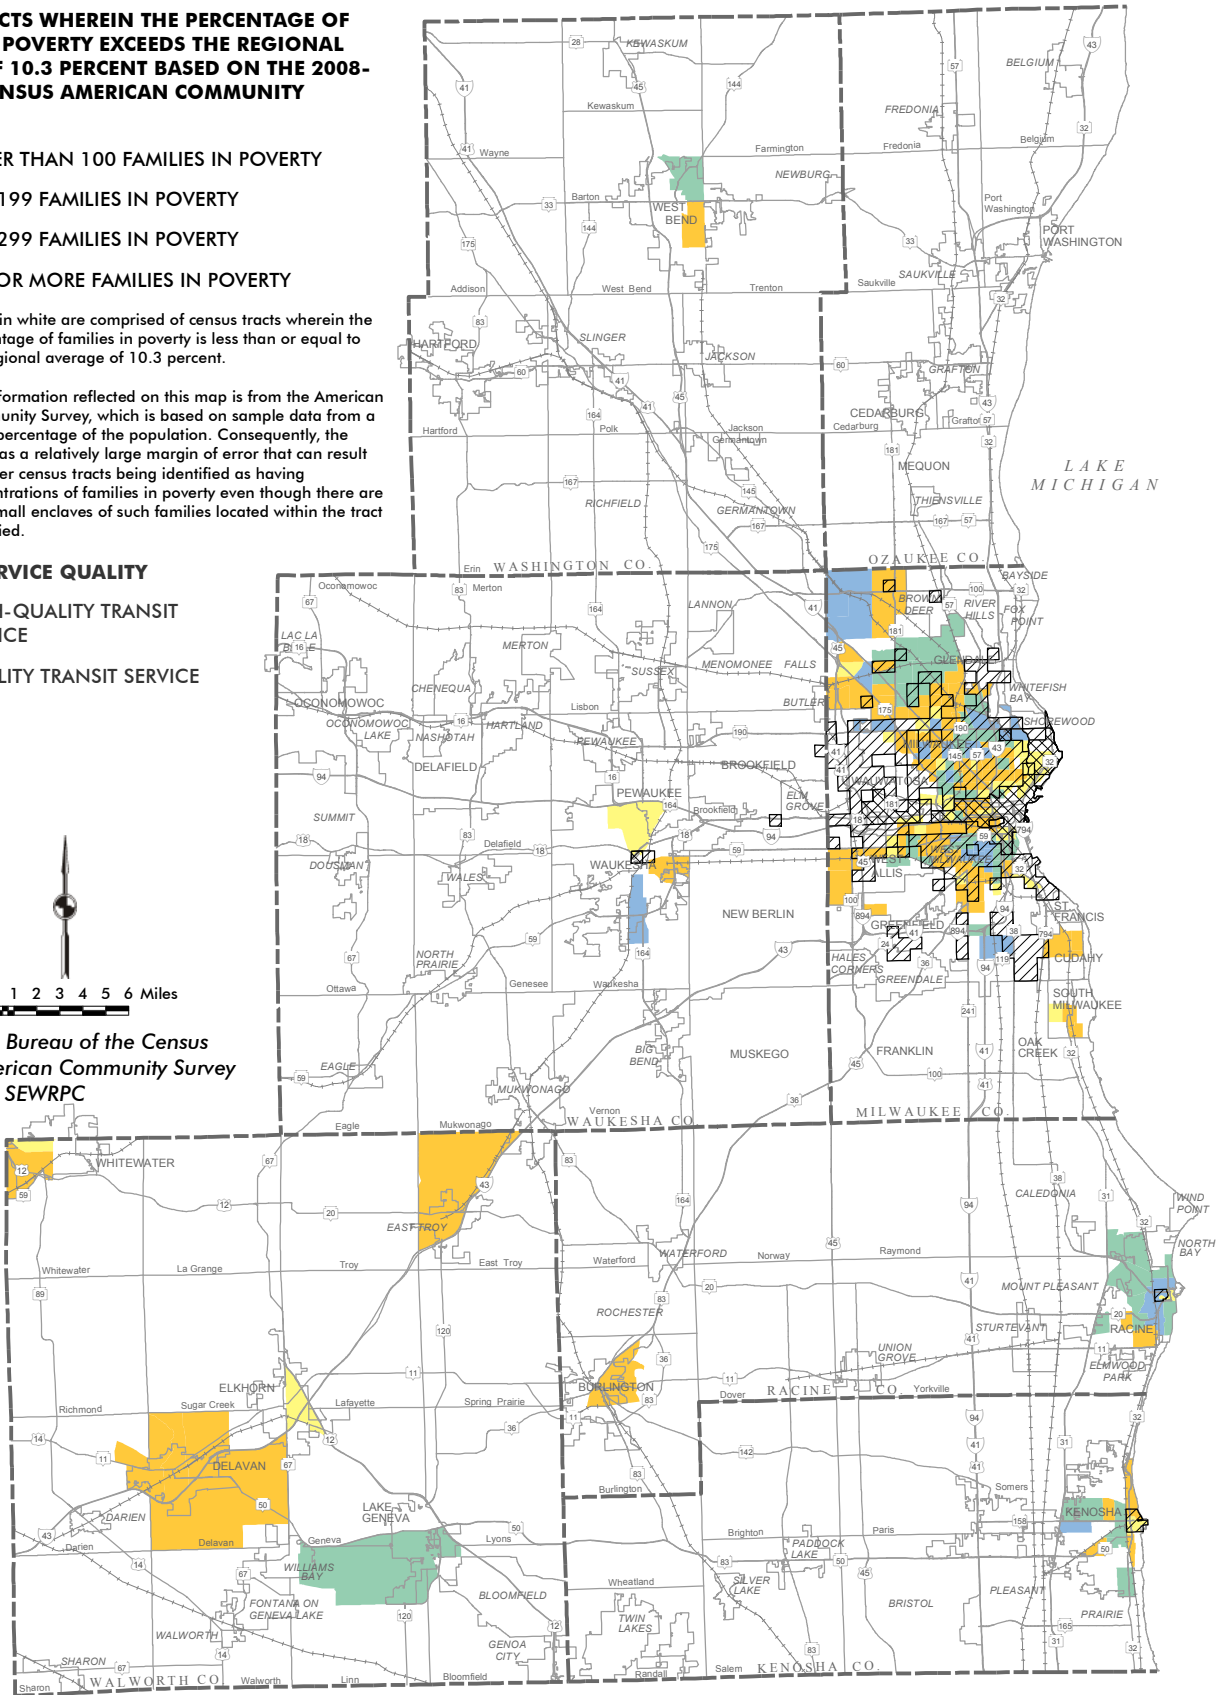 CTS WHEREIN THE PERCENTAGE OF
POVERTY EXCEEDS THE REGIONAL
F 10.3 PERCENT BASED ON THE 2008-
NSUS AMERICAN COMMUNITY
ER THAN 100 FAMILIES IN POVERTY
199 FAMILIES IN POVERTY
299 FAMILIES IN POVERTY
OR MORE FAMILIES IN POVERTY
in white are comprised of census tracts wherein the
ntage of families in poverty is less than or equal to
gional average of 10.3 percent.
formation reflected on this map is from the American
unity Survey, which is based on sample data from a
percentage of the population. Consequently, the
as a relatively large margin of error that can result
er census tracts being identified as having
ntrations of families in poverty even though there are
mall enclaves of such families located within the tract
ied.
RVICE QUALITY
H-QUALITY TRANSIT
ICE
LITY TRANSIT SERVICE
1 2 3 4 5 6 Miles
Bureau of the Census
erican Community Survey
SEWRPC
KEWASKUM
Kewaskum
Wayne
Farmington
Barton
WEST
BEND
NEWBURG
Addison
West Bend
Trenton
HARTFORD
SLINGER
JACKSON
Hartford
Polk
Jackson
Germantown
RICHFIELD
GERMANTOWN
Erin
WASHINGTON CO.
BELGIUM
FREDONIA
Fredonia
Belgium
Port
Washington
PORT
WASHINGTON
SAUKVILLE
Saukville
GRAFTON
CEDARBURG
Cedarburg
Grafton
MEQUON
THIENSVILLE
OZAUKEE CO.
LAKE
MICHIGAN
Oconomowoc
Merton
LAC LA
BELLE
MERTON
LANNON
MENOMONEE FALLS
SUSSEX
CHENEQUA
OCONOMOWOC
OCONOMOWOC
LAKE
NASHOTAH
HARTLAND
Lisbon
BUTLER
PEWAUKEE
DELAFIELD
BROOKFIELD
PEWAUKEE
Brookfield
ELM
GROVE
SUMMIT
Delafield
DOUSMAN
WALES
WAUKESHA
NEW BERLIN
NORTH
PRAIRIE
Ottawa
Genesee
Waukesha
EAGLE
BIG
BEND
MUSKEGO
MUKWONAGO
Vernon
Eagle
Mukwonago
WAUKESHA CO.
BAYSIDE
BROWN
DEER
RIVER
HILLS
FOX
POINT
GLENDALE
WHITEFISH
BAY
SHOREWOOD
MILWAUKEE
WAUWATOSA
WEST
MILWAUKEE
WEST
ALLIS
ST.
FRANCIS
GREENFIELD
HALES
CORNERS
GREENDALE
CUDAHY
SOUTH
MILWAUKEE
FRANKLIN
OAK
CREEK
MILWAUKEE CO.
WHITEWATER
EAST TROY
Whitewater
La Grange
Troy
East Troy
ELKHORN
Richmond
Sugar Creek
Lafayette
Spring Prairie
DELAVAN
LAKE
GENEVA
DARIEN
Darien
Delavan
Geneva
Lyons
WILLIAMS
BAY
FONTANA ON
GENEVA LAKE
BLOOMFIELD
WALWORTH
GENOA
CITY
SHARON
Sharon
WALWORTH CO.
Walworth
Linn
Bloomfield
CALEDONIA
WIND
POINT
NORTH
BAY
Waterford
WATERFORD
Norway
Raymond
MOUNT PLEASANT
ROCHESTER
STURTEVANT
RACINE
UNION
GROVE
ELMWOOD
PARK
BURLINGTON
Dover
RACINE CO.
Yorkville
Burlington
Somers
KENOSHA
Brighton
Paris
PADDOCK
LAKE
SILVER
LAKE
Wheatland
TWIN
LAKES
BRISTOL
PLEASANT
PRAIRIE
Randall
Salem
KENOSHA CO.